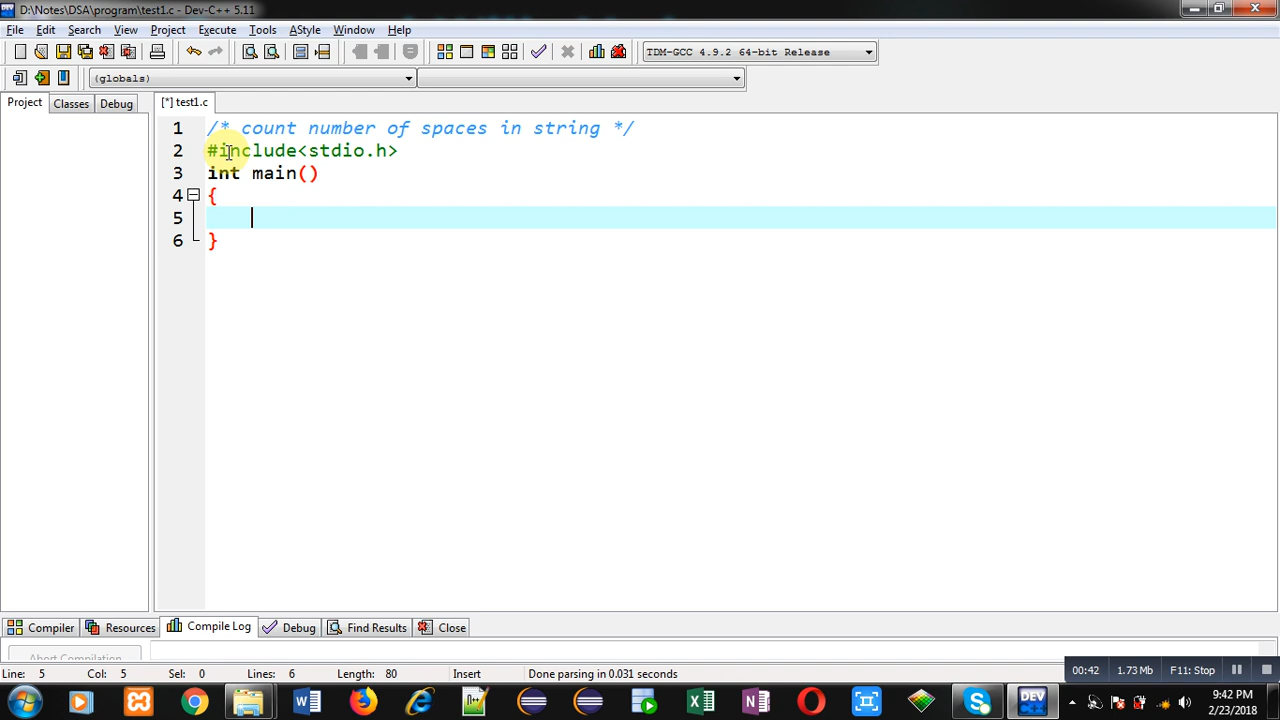 D:\Notes\DSA\program\test1.c - Dev-C++ 5.11
File Edit Search View Project Execute Tools AStyle Window Help
TDM-GCC 4.9.2 64-bit Release
(globals)
Project Classes Debug
[*] test1.c
1 /* count number of spaces in string */
2 #include<stdio.h>
3 int main()
4 {
5
6 }
Compiler Resources Compile Log Debug Find Results Close
Abort Compilation
Line: 5 Col: 5 Sel: 0 Lines: 6 Length: 80 Insert Done parsing in 0.031 seconds
00:42 1.73 Mb F11: Stop
DEV
9:42 PM
2/23/2018